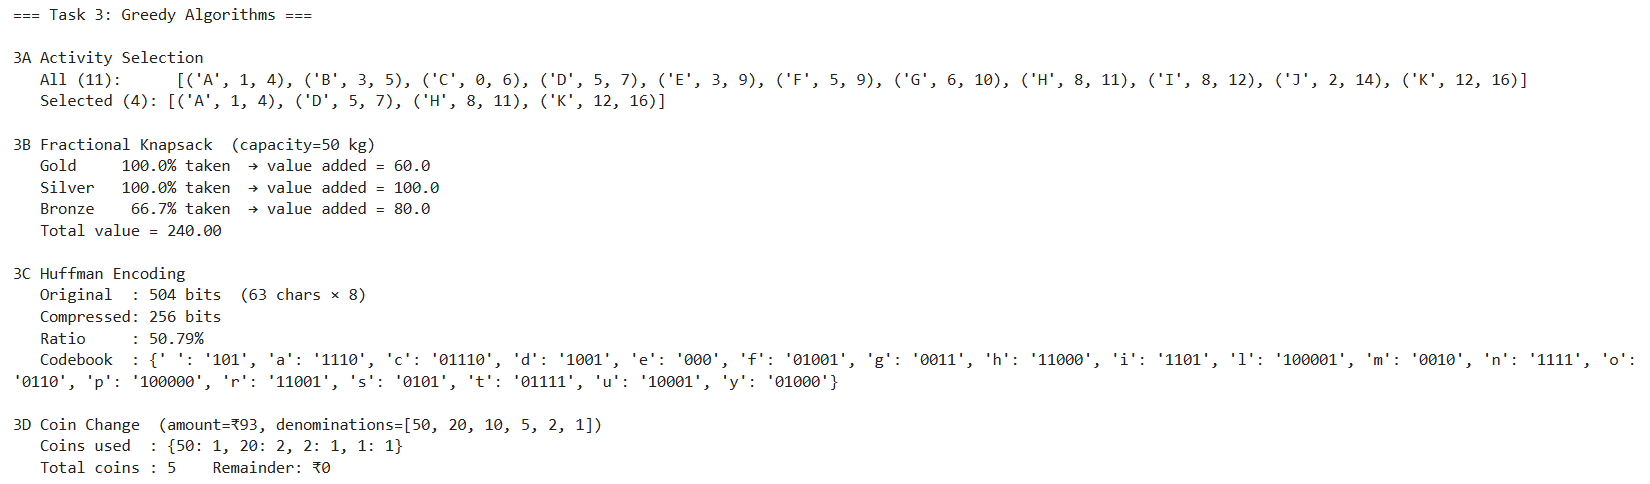 === Task 3: Greedy Algorithms ===
3A Activity Selection
All (11):      [('A', 1, 4), ('B', 3, 5), ('C', 0, 6), ('D', 5, 7), ('E', 3, 9), ('F', 5, 9), ('G', 6, 10), ('H', 8, 11), ('I', 8, 12), ('J', 2, 14), ('K', 12, 16)]
Selected (4): [('A', 1, 4), ('D', 5, 7), ('H', 8, 11), ('K', 12, 16)]
3B Fractional Knapsack  (capacity=50 kg)
Gold     100.0% taken  → value added = 60.0
Silver   100.0% taken  → value added = 100.0
Bronze    66.7% taken  → value added = 80.0
Total value = 240.00
3C Huffman Encoding
Original  : 504 bits  (63 chars × 8)
Compressed: 256 bits
Ratio     : 50.79%
Codebook  : {' ': '101', 'a': '1110', 'c': '01110', 'd': '1001', 'e': '000', 'f': '01001', 'g': '0011', 'h': '11000', 'i': '1101', 'l': '100001', 'm': '0010', 'n': '1111', 'o':
'0110', 'p': '100000', 'r': '11001', 's': '0101', 't': '01111', 'u': '10001', 'y': '01000'}
3D Coin Change  (amount=₹93, denominations=[50, 20, 10, 5, 2, 1])
Coins used  : {50: 1, 20: 2, 2: 1, 1: 1}
Total coins : 5    Remainder: ₹0